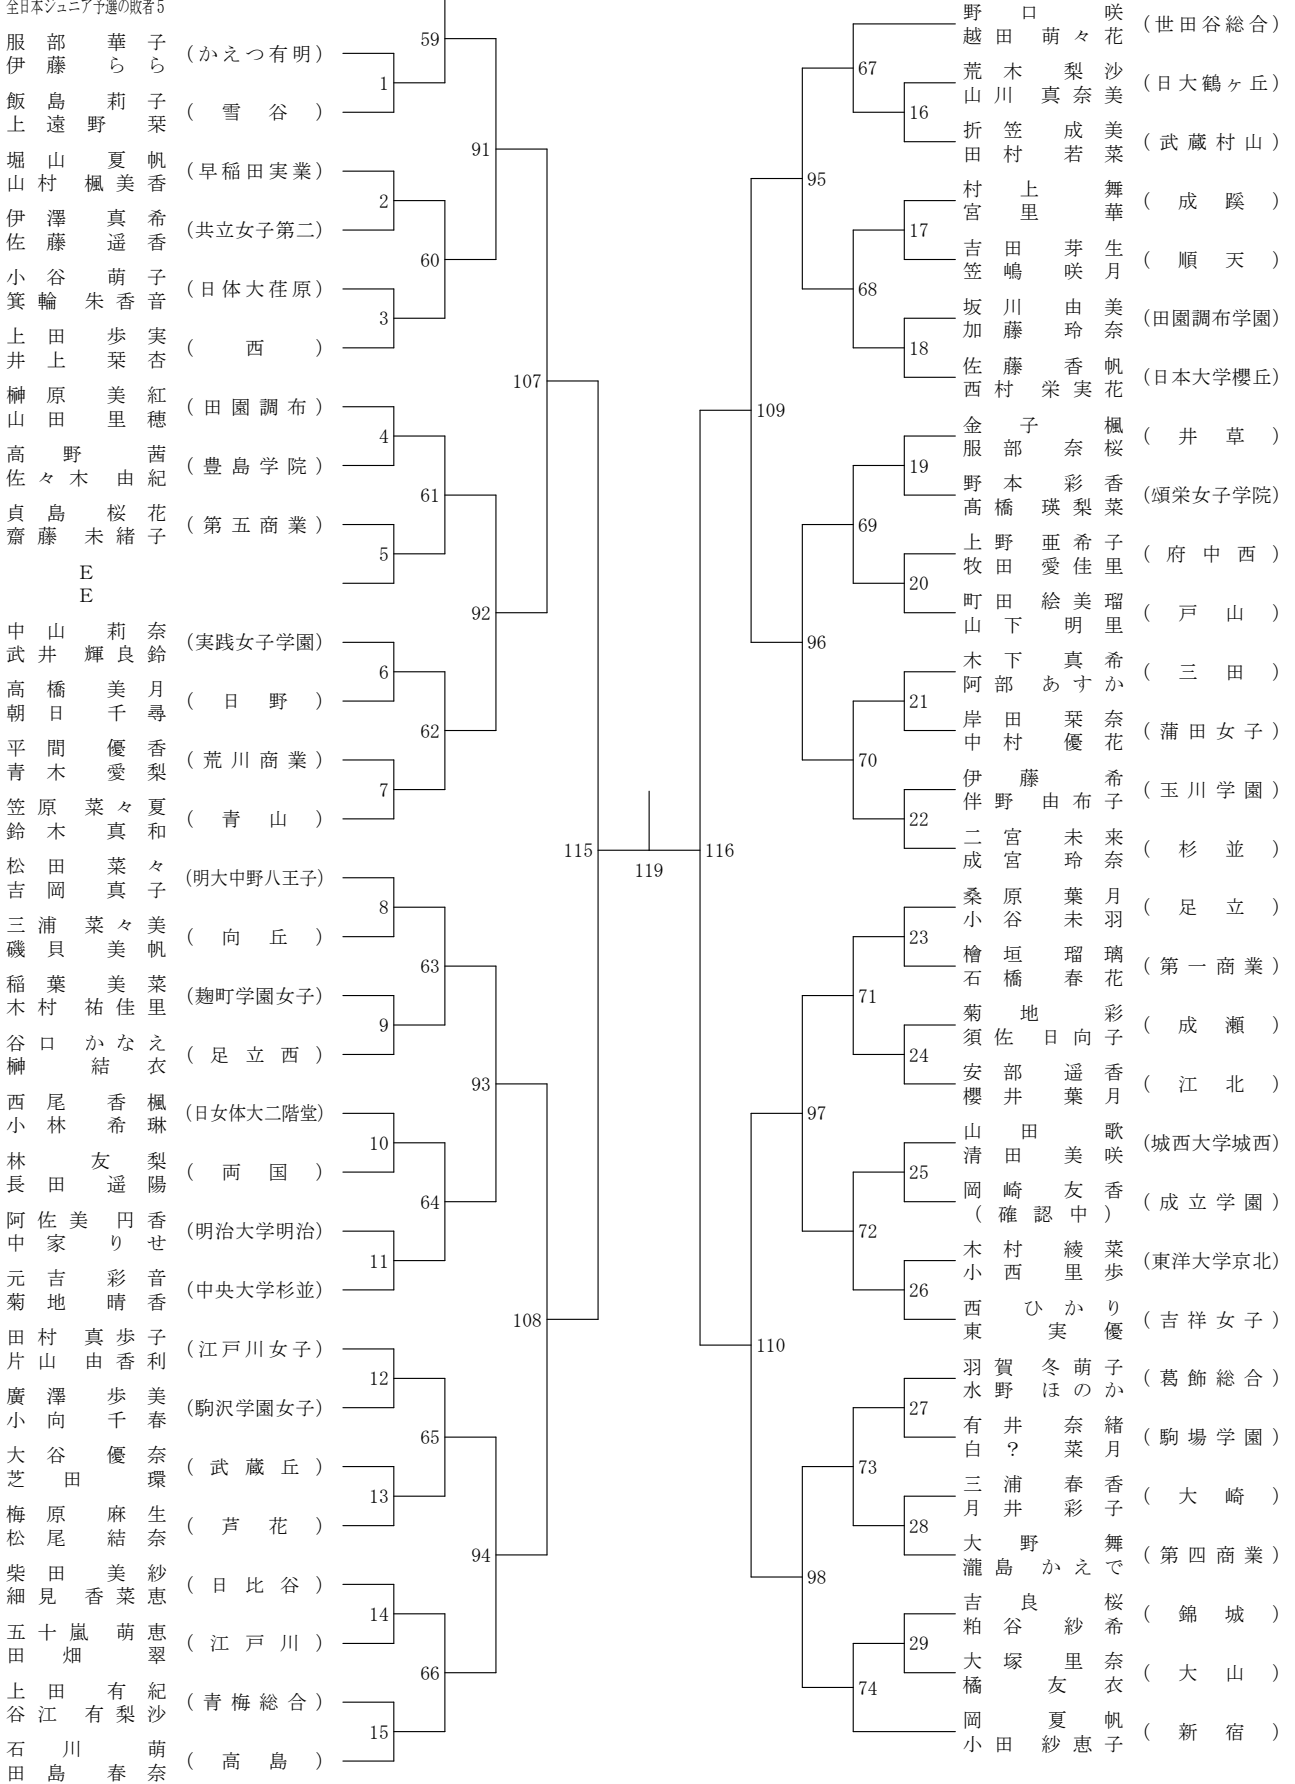 全日本ジュニア予選の敗者5
服部 華子
伊藤 らら
(かえつ有明)
飯島 莉子
上遠野 栞
(雪谷)
堀山 夏帆
山村 楓美香
(早稲田実業)
伊澤 真希
佐藤 遥香
(共立女子第二)
小谷 萌子
箕輪 朱香音
(日体大荏原)
上田 歩実
井上 栞杏
(西)
榊原 美紅
山田 里穂
(田園調布)
高野 茜
佐々木 由紀
(豊島学院)
貞島 桜花
齋藤 未緒子
(第五商業)
E
E
中山 莉奈
武井 輝良鈴
(実践女子学園)
高橋 美月
朝日 千尋
(日野)
平間 優香
青木 愛梨
(荒川商業)
笠原 菜々夏
鈴木 真和
(青山)
松田 菜々
吉岡 真子
(明大中野八王子)
三浦 菜々美
磯貝 美帆
(向丘)
稲葉 美菜
木村 祐佳里
(麹町学園女子)
谷口 かなえ
榊 結衣
(足立西)
西尾 香楓
小林 希琳
(日女体大二階堂)
林 友梨
長田 遥陽
(両国)
阿佐美 円香
中家 りせ
(明治大学明治)
元吉 彩音
菊地 晴香
(中央大学杉並)
田村 真歩子
片山 由香利
(江戸川女子)
廣澤 歩美
小向 千春
(駒沢学園女子)
大谷 優奈
芝田 環
(武蔵丘)
梅原 麻生
松尾 結奈
(芦花)
柴田 美紗
細見 香菜恵
(日比谷)
五十嵐 萌恵
田畑 翠
(江戸川)
上田 有紀
谷江 有梨沙
(青梅総合)
石川 萌
田島 春奈
(高島)
1
2
3
4
5
6
7
8
9
10
11
12
13
14
15
59
60
61
62
63
64
65
66
91
92
93
94
107
108
115
119
116
109
110
95
96
97
98
67
68
69
70
71
72
73
74
16
17
18
19
20
21
22
23
24
25
26
27
28
29
野口 咲
越田 萌々花
(世田谷総合)
荒木 梨沙
山川 真奈美
(日大鶴ヶ丘)
折笠 成美
田村 若菜
(武蔵村山)
村上 舞
宮里 華
(成蹊)
吉田 芽生
笠嶋 咲月
(順天)
坂川 由美
加藤 玲奈
(田園調布学園)
佐藤 香帆
西村 栄実花
(日本大学櫻丘)
金子 楓
服部 奈桜
(井草)
野本 彩香
髙橋 瑛梨菜
(頌栄女子学院)
上野 亜希子
牧田 愛佳里
(府中西)
町田 絵美瑠
山下 明里
(戸山)
木下 真希
阿部 あすか
(三田)
岸田 栞奈
中村 優花
(蒲田女子)
伊藤 希
伴野 由布子
(玉川学園)
二宮 未来
成宮 玲奈
(杉並)
桑原 葉月
小谷 未羽
(足立)
檜垣 瑠璃
石橋 春花
(第一商業)
菊地 彩
須佐 日向子
(成瀬)
安部 遥香
櫻井 葉月
(江北)
山田 歌
清田 美咲
(城西大学城西)
岡崎 友香
(確認中)
(成立学園)
木村 綾菜
小西 里歩
(東洋大学京北)
西 ひかり
東 実優
(吉祥女子)
羽賀 冬萌子
水野 ほのか
(葛飾総合)
有井 奈緒
白? 菜月
(駒場学園)
三浦 春香
月井 彩子
(大崎)
大野 舞
瀧島 かえで
(第四商業)
吉良 桜
粕谷 紗希
(錦城)
大塚 里奈
橘 友衣
(大山)
岡 夏帆
小田 紗恵子
(新宿)